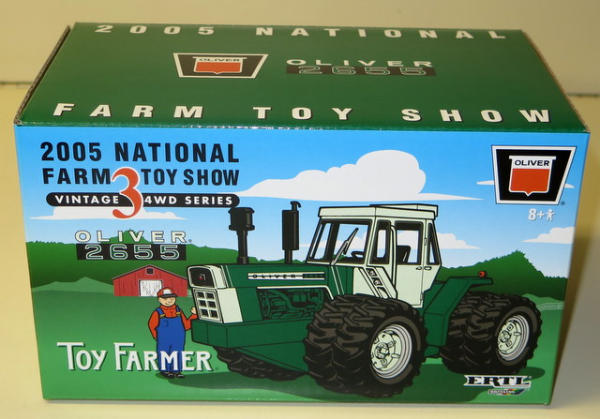 2005 NATIONAL
OLIVER
OLIVER
2655
FARM TOY SHOW
2005 NATIONAL
FARM TOY SHOW
3
VINTAGE 4WD SERIES
OLIVER
8+
OLIVER®
2655
OLIVER
TOY FARMER®
ERTL